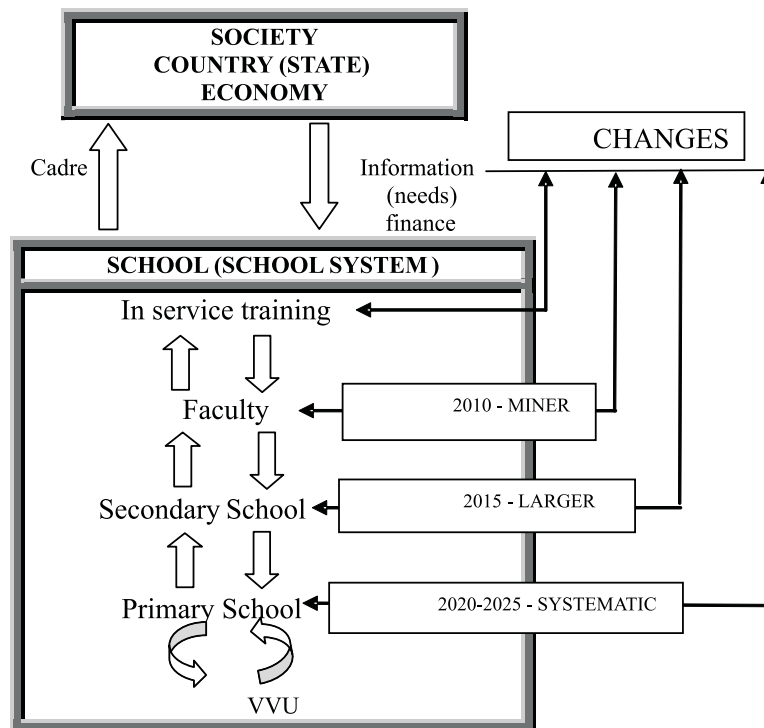 SOCIETY
COUNTRY (STATE)
ECONOMY
CHANGES
Cadre
Information
(needs)
finance
SCHOOL (SCHOOL SYSTEM )
In service training
Faculty
2010 - MINER
Secondary School
2015 - LARGER
Primary School
2020-2025 - SYSTEMATIC
VVU